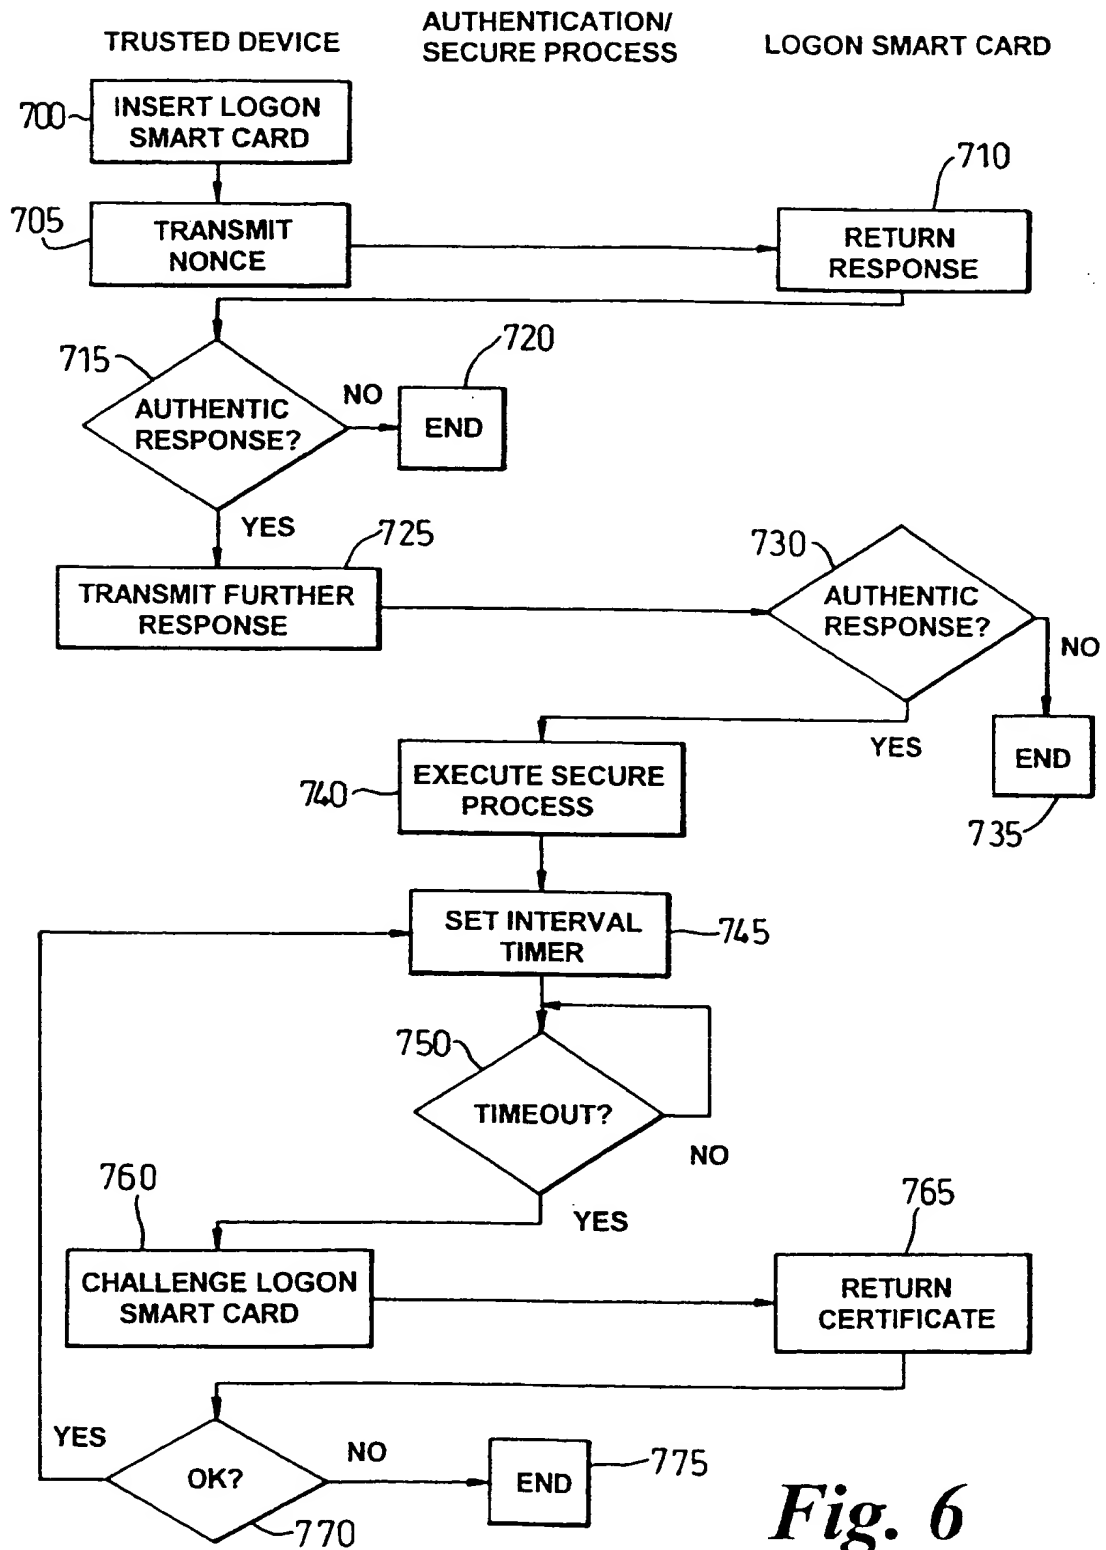 TRUSTED DEVICE
AUTHENTICATION/
SECURE PROCESS
LOGON SMART CARD
700
INSERT LOGON
SMART CARD
705
TRANSMIT
NONCE
710
RETURN
RESPONSE
715
AUTHENTIC
RESPONSE?
NO
720
END
YES
725
TRANSMIT FURTHER
RESPONSE
730
AUTHENTIC
RESPONSE?
NO
YES
END
735
740
EXECUTE SECURE
PROCESS
SET INTERVAL
TIMER
745
750
TIMEOUT?
NO
YES
760
CHALLENGE LOGON
SMART CARD
765
RETURN
CERTIFICATE
YES
OK?
NO
END
775
770
Fig. 6